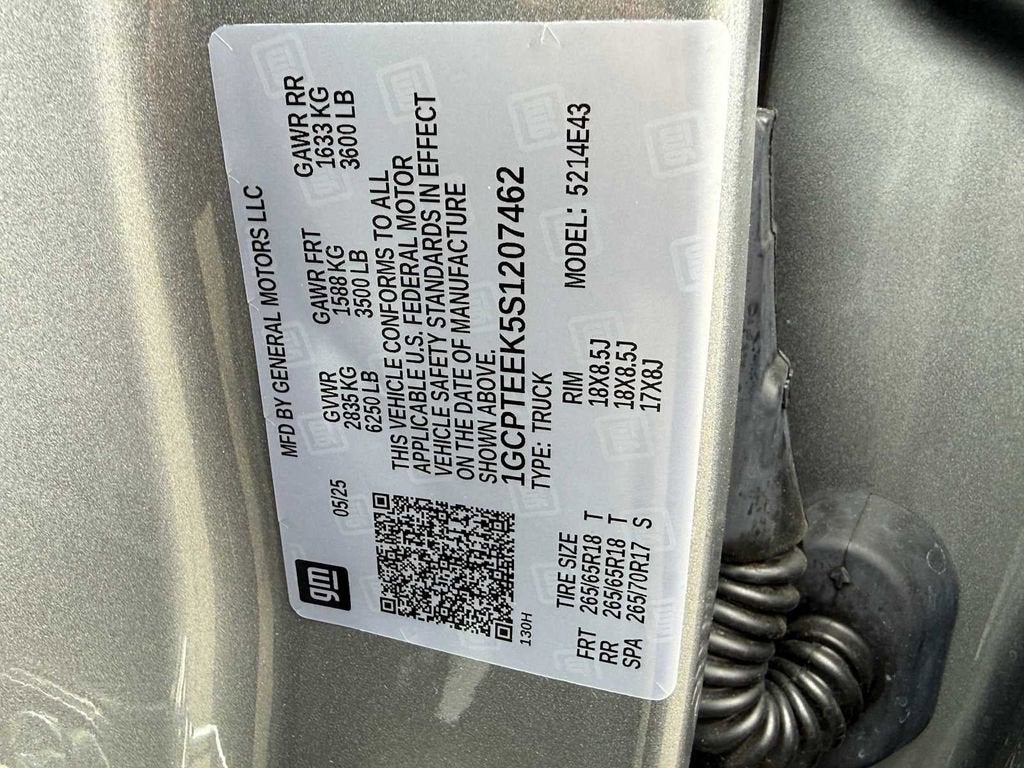 gm
05/25
MFD BY GENERAL MOTORS LLC
GVWR GAWR FRT GAWR RR
2835 KG 1588 KG 1633 KG
6250 LB 3500 LB 3600 LB
THIS VEHICLE CONFORMS TO ALL
APPLICABLE U.S. FEDERAL MOTOR
VEHICLE SAFETY STANDARDS IN EFFECT
ON THE DATE OF MANUFACTURE
SHOWN ABOVE.
1GCPTEEK5S1207462
130H
TYPE: TRUCK MODEL: 5214E43
TIRE SIZE RIM
FRT 265/65R18 T 18X8.5J
RR 265/65R18 T 18X8.5J
SPA 265/70R17 S 17X8J